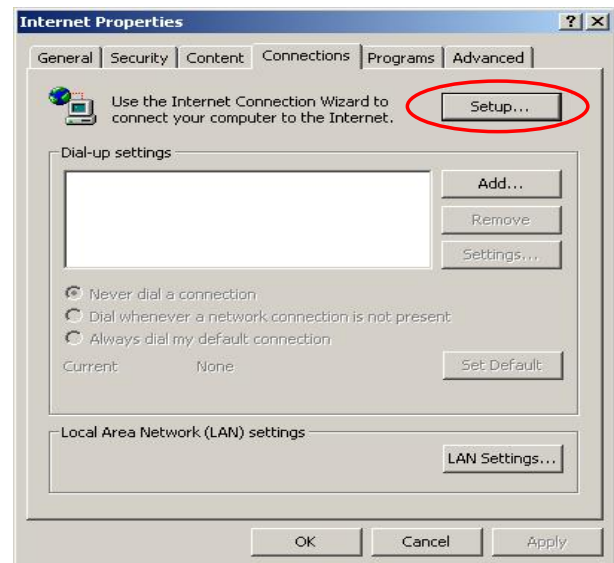 Internet Properties
? X
General Security Content Connections Programs Advanced
Use the Internet Connection Wizard to
connect your computer to the Internet.
Setup...
Dial-up settings
Add...
Remove
Settings...
Never dial a connection
Dial whenever a network connection is not present
Always dial my default connection
Current None
Set Default
Local Area Network (LAN) settings
LAN Settings...
OK Cancel Apply